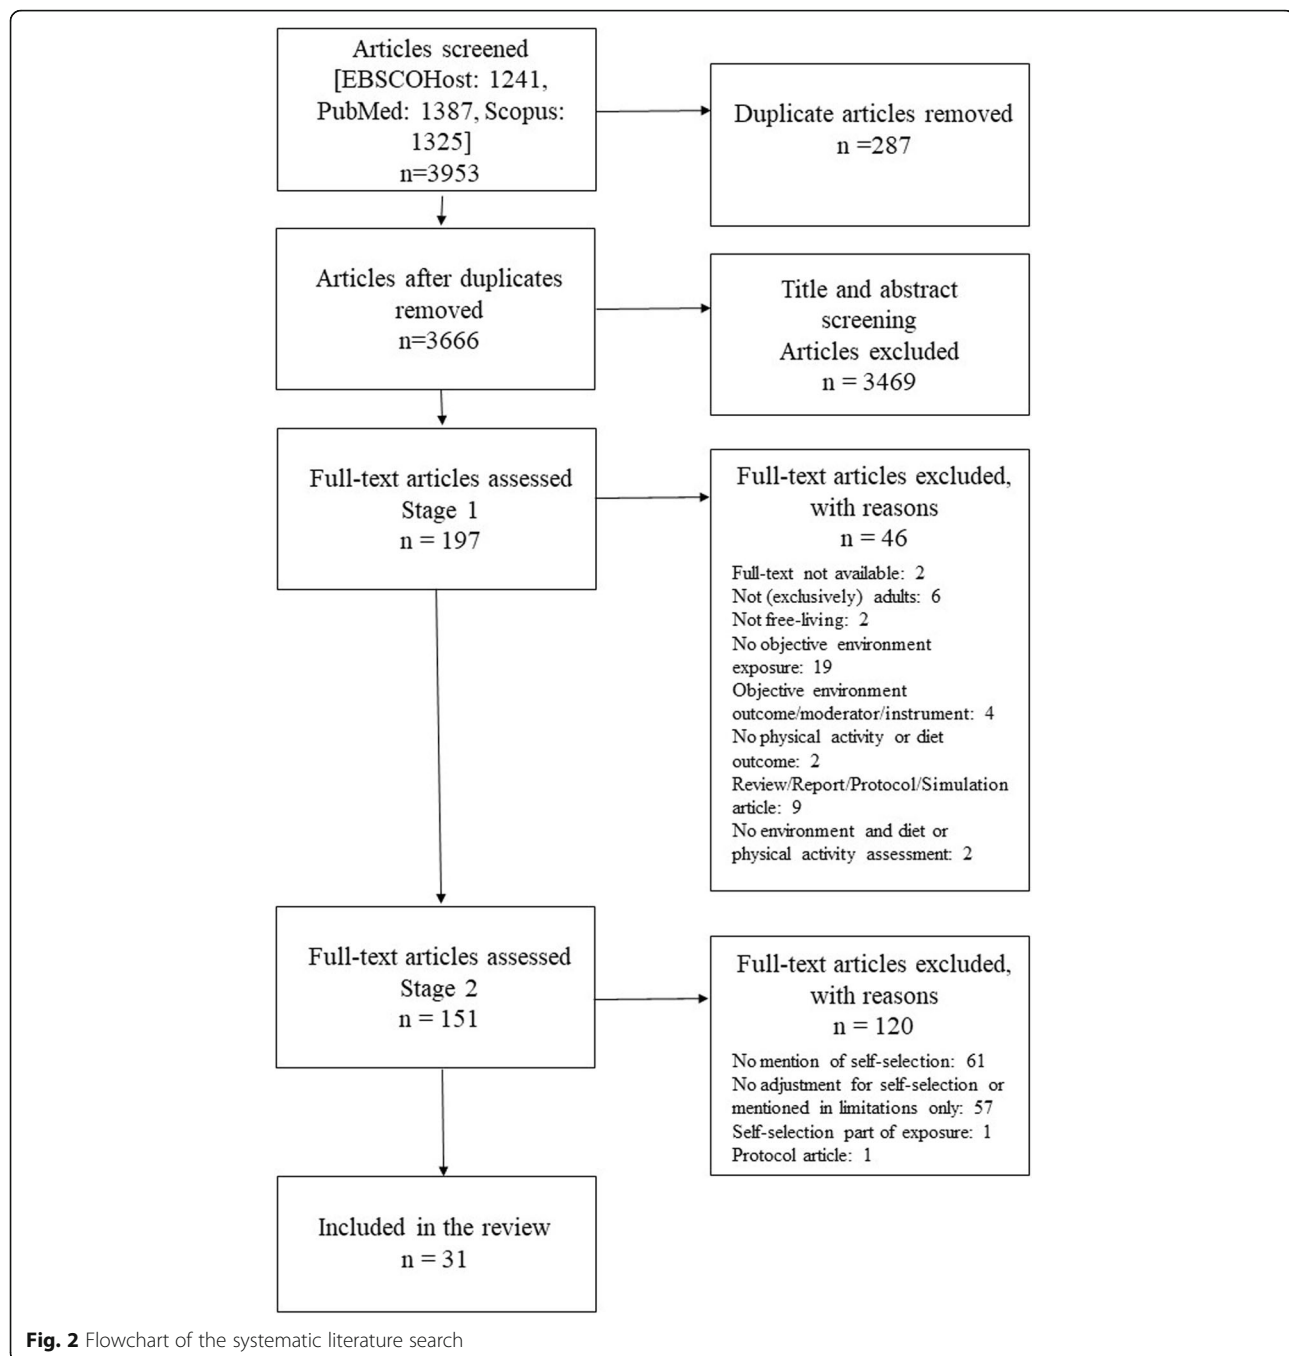 Articles screened
[EBSCOHost: 1241,
PubMed: 1387, Scopus:
1325]
n=3953
Duplicate articles removed
n =287
Articles after duplicates
removed
n=3666
Title and abstract
screening
Articles excluded
n = 3469
Full-text articles assessed
Stage 1
n = 197
Full-text articles excluded,
with reasons
n = 46
Full-text not available: 2
Not (exclusively) adults: 6
Not free-living: 2
No objective environment
exposure: 19
Objective environment
outcome/moderator/instrument: 4
No physical activity or diet
outcome: 2
Review/Report/Protocol/Simulation
article: 9
No environment and diet or
physical activity assessment: 2
Full-text articles assessed
Stage 2
n = 151
Full-text articles excluded,
with reasons
n = 120
No mention of self-selection: 61
No adjustment for self-selection or
mentioned in limitations only: 57
Self-selection part of exposure: 1
Protocol article: 1
Included in the review
n = 31
Fig. 2 Flowchart of the systematic literature search